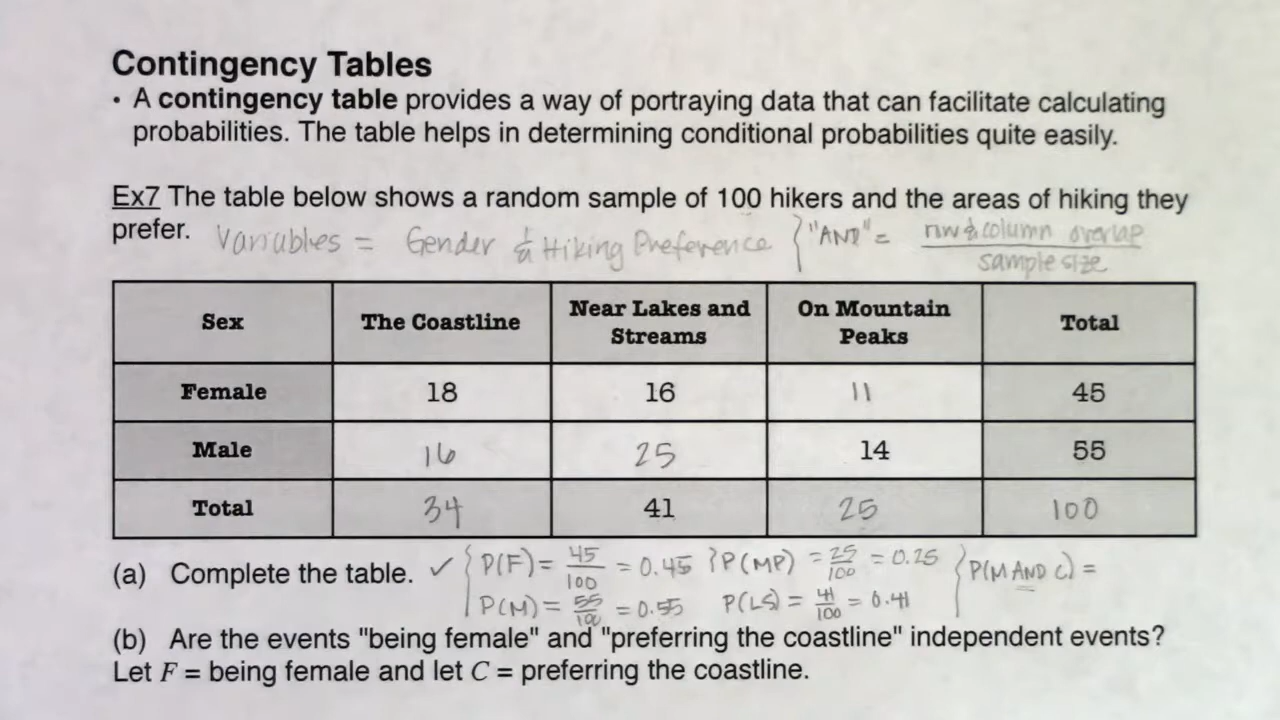 Contingency Tables
• A contingency table provides a way of portraying data that can facilitate calculating
probabilities. The table helps in determining conditional probabilities quite easily.
Ex7 The table below shows a random sample of 100 hikers and the areas of hiking they
prefer. Variables = Gender & Hiking Preference } "AND" = row & column overlap
sample size
Sex The Coastline Near Lakes and Streams On Mountain Peaks Total
Female 18 16 11 45
Male 16 25 14 55
Total 34 41 25 100
(a) Complete the table. ✓ { P(F) = 45/100 = 0.45 } P(MP) = 25/100 = 0.25 { P(M AND C) =
P(M) = 55/100 = 0.55 P(LS) = 41/100 = 0.41
(b) Are the events "being female" and "preferring the coastline" independent events?
Let F = being female and let C = preferring the coastline.